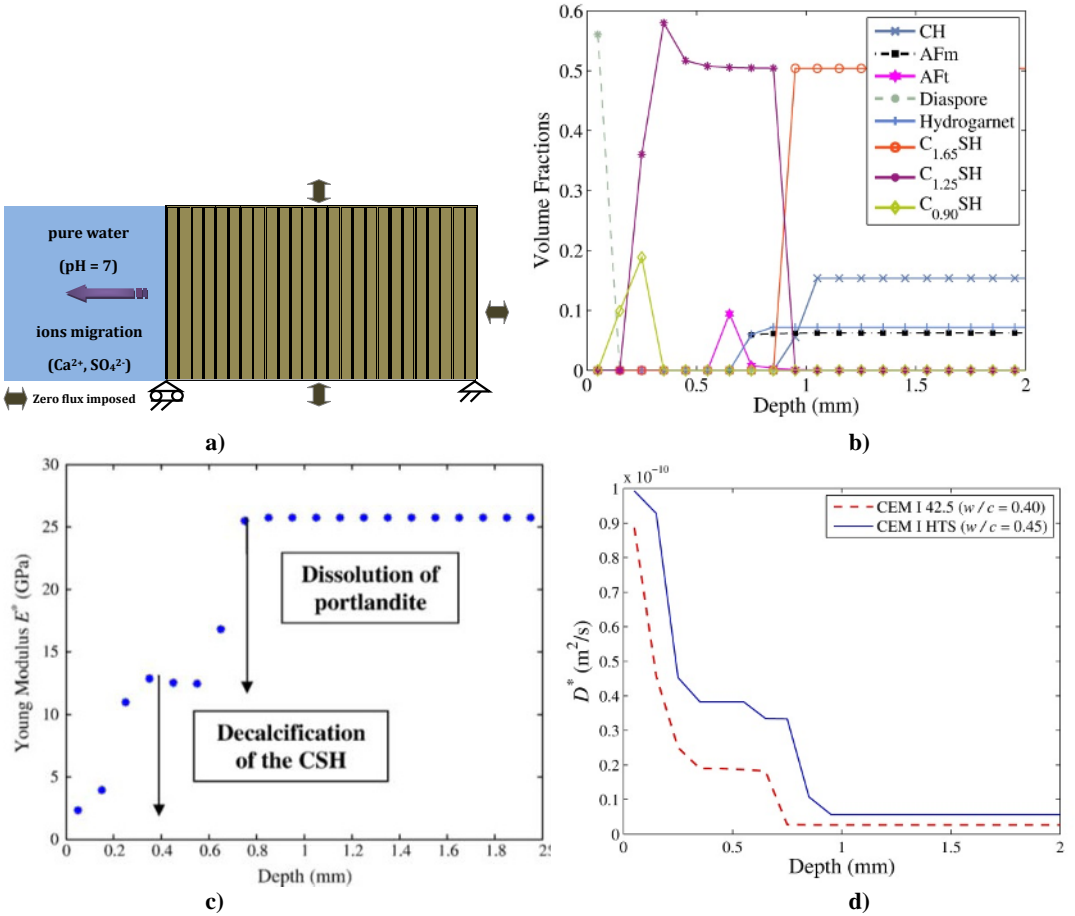 pure water
(pH = 7)
ions migration
(Ca²⁺, SO₄²⁻)
Zero flux imposed
a)
0.6
0.5
0.4
0.3
0.2
0.1
0
Volume Fractions
CH
AFm
AFt
Diaspore
Hydrogarnet
C₁.₆₅SH
C₁.₂₅SH
C₀.₉₀SH
0 0.5 1 1.5 2
Depth (mm)
b)
30
25
20
15
10
5
0
Young Modulus E* (GPa)
Dissolution of
portlandite
Decalcification
of the CSH
0 0.2 0.4 0.6 0.8 1 1.2 1.4 1.6 1.8 25
Depth (mm)
c)
x 10⁻¹⁰
1
0.9
0.8
0.7
0.6
0.5
0.4
0.3
0.2
0.1
0
D* (m²/s)
CEM I 42.5 (w/c = 0.40)
CEM I HTS (w/c = 0.45)
0 0.5 1 1.5 2
Depth (mm)
d)